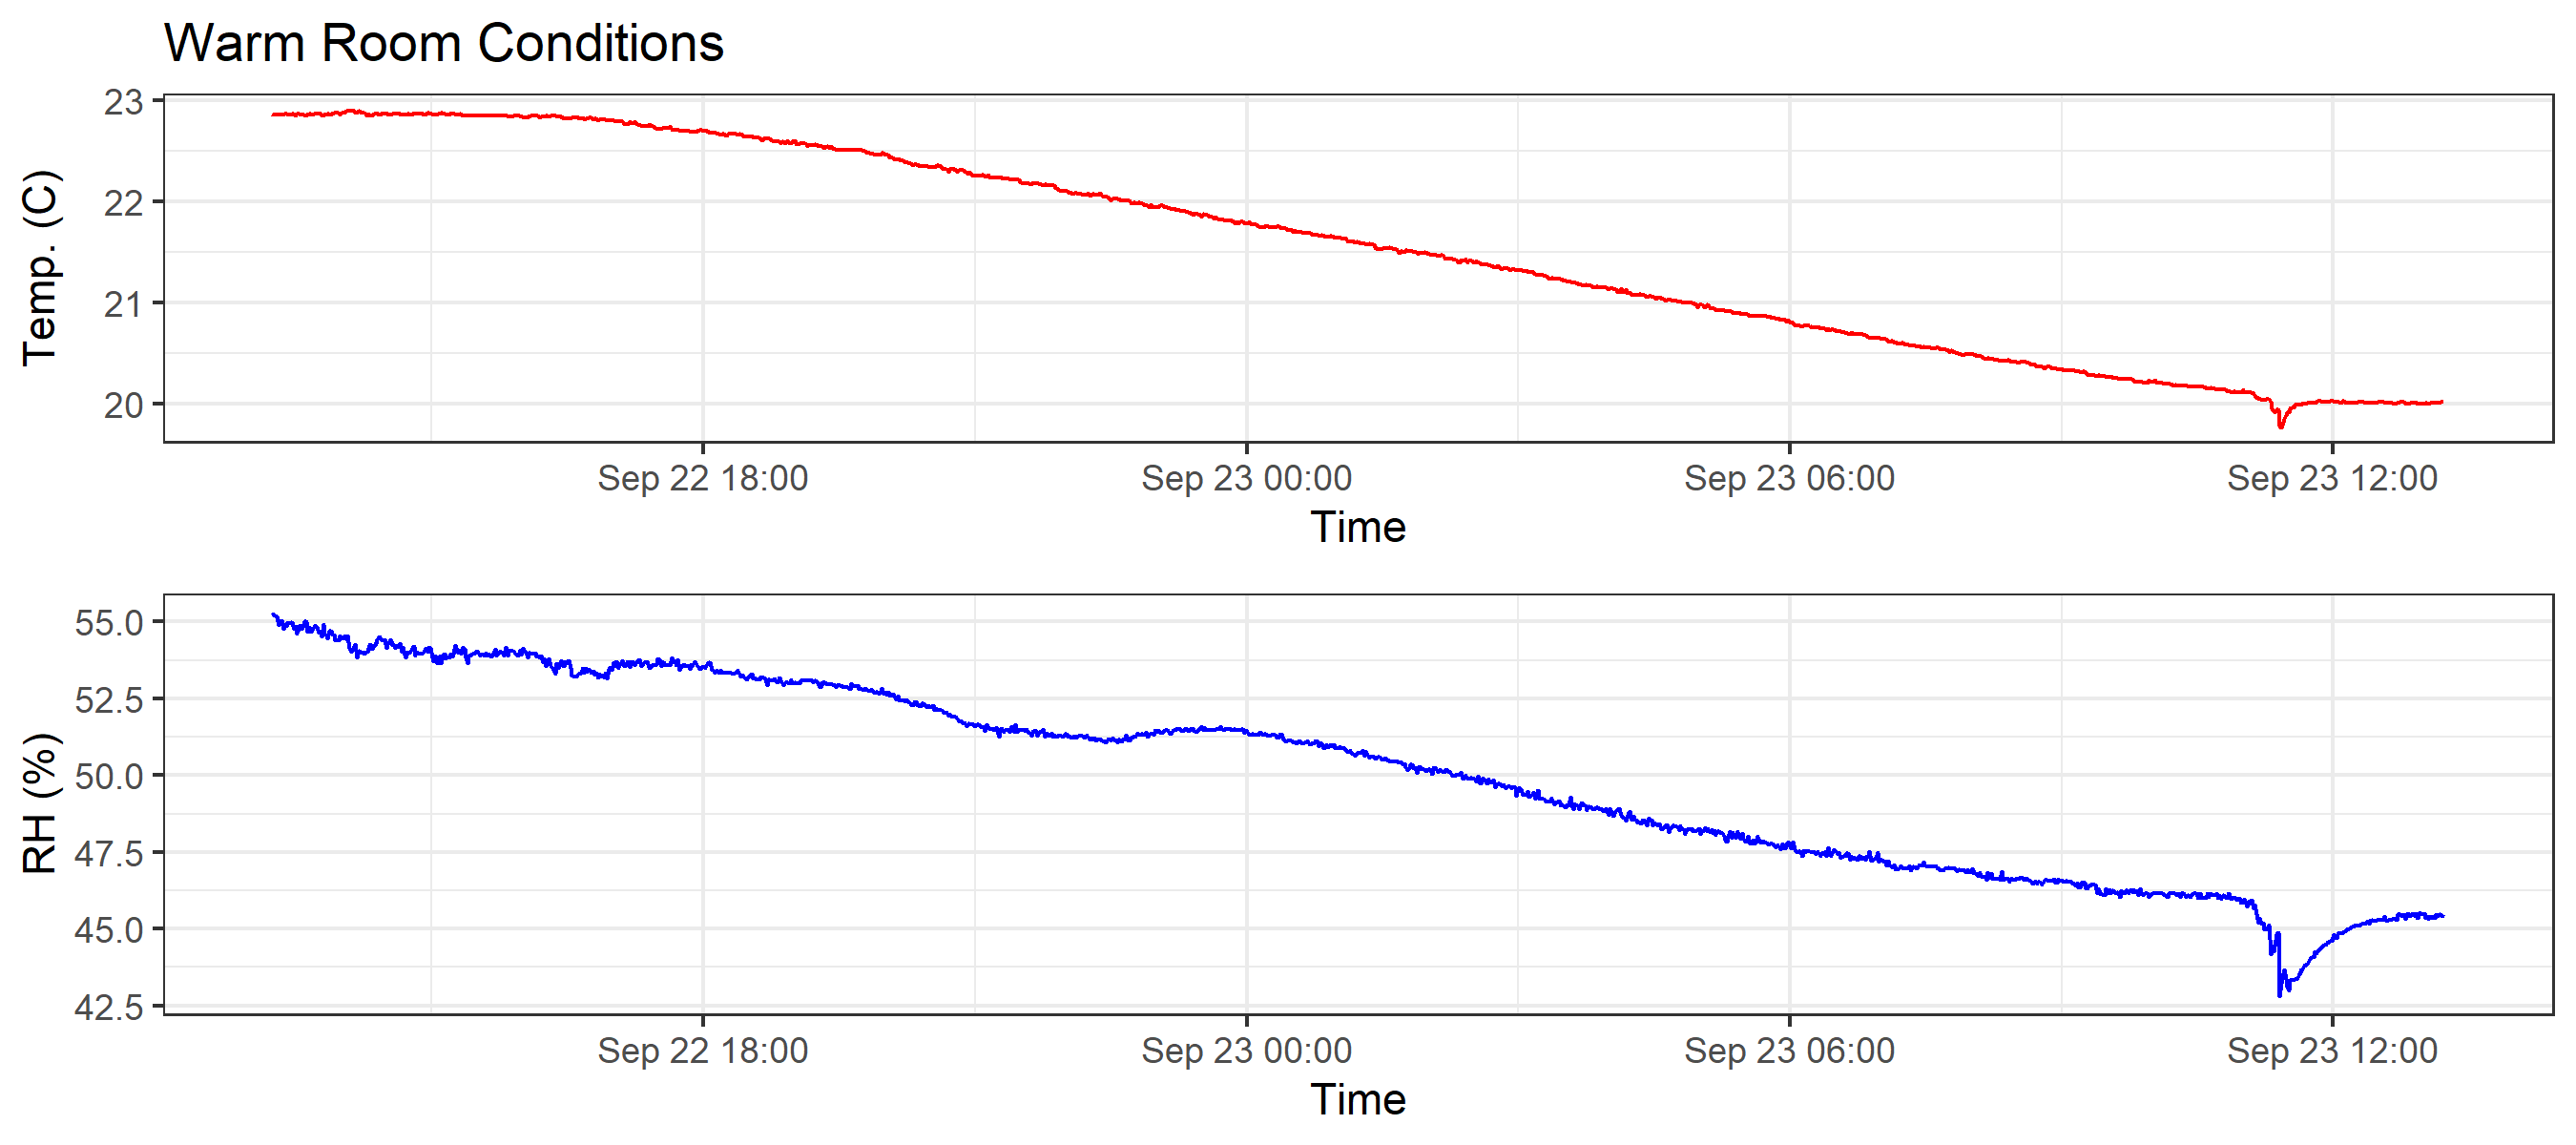 Warm Room Conditions
23
22
21
20
Temp. (C)
Sep 22 18:00 Sep 23 00:00 Sep 23 06:00 Sep 23 12:00
Time
55.0
52.5
50.0
47.5
45.0
42.5
RH (%)
Sep 22 18:00 Sep 23 00:00 Sep 23 06:00 Sep 23 12:00
Time